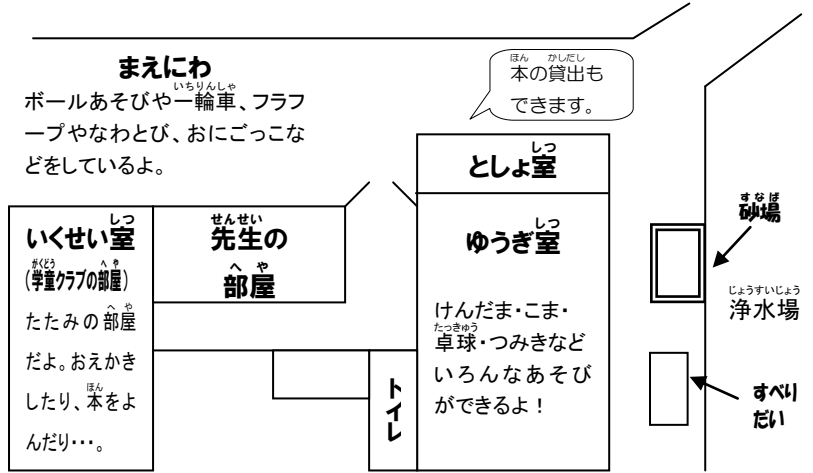 まえにわ
ボールあそびや一輪車、フラフ
ープやなわとび、おにごっこな
どをしているよ。
本の貸出も
できます。
としょ室
いくせい室
(学童クラブの部屋)
たたみの部屋
だよ。おえかき
したり、本をよ
んだり・・・。
先生の
部屋
ゆうぎ室
けんだま・こま・
卓球・つみきなど
いろんなあそび
ができるよ！
トイレ
砂場
浄水場
すべり
だい